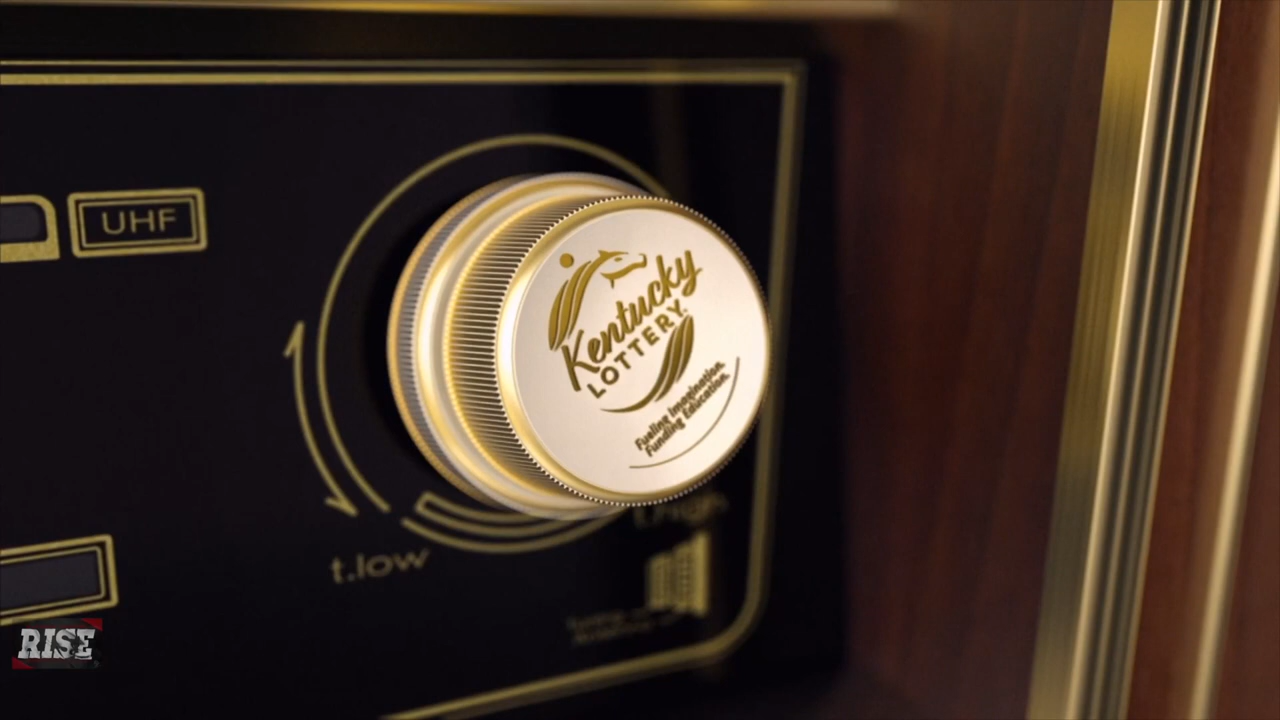 UHF
Kentucky
LOTTERY
Fueling Imagination.
Funding Education.
t.high
t.low
RISE